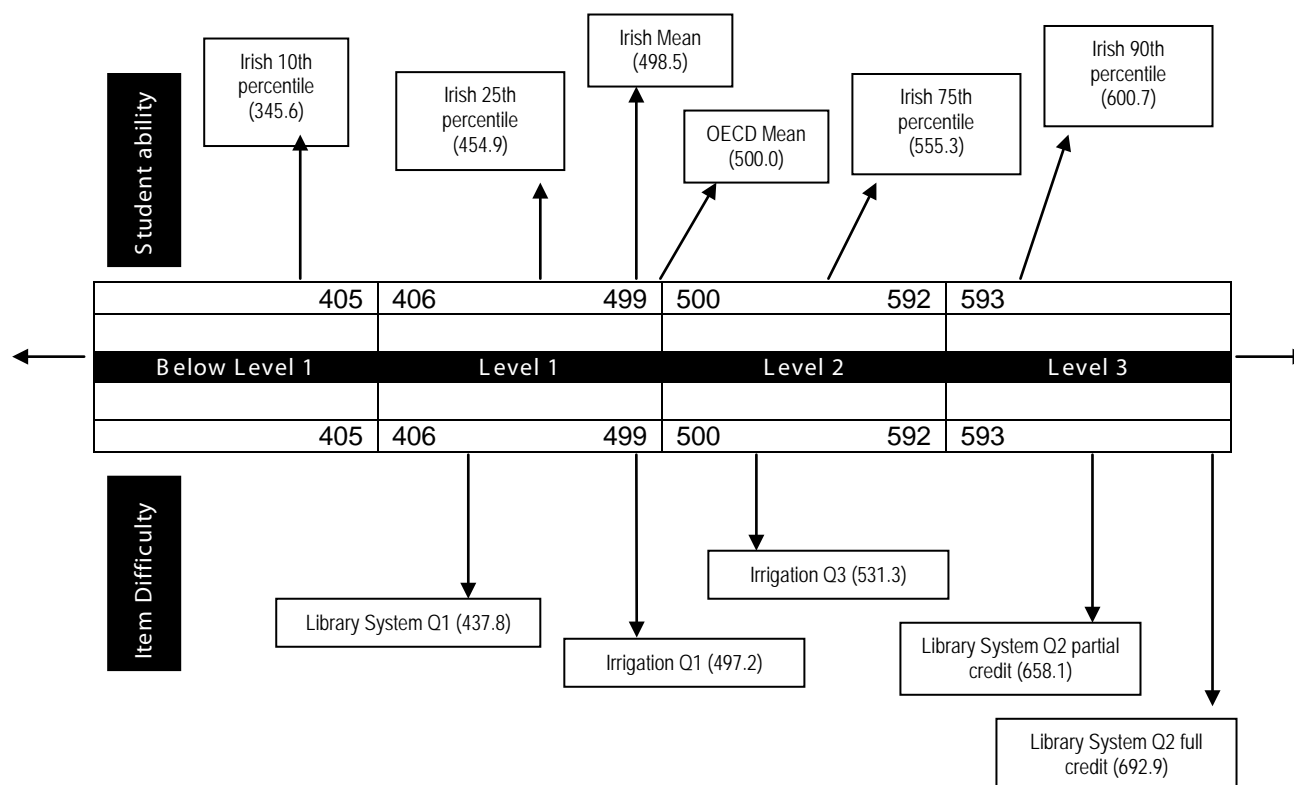 Student ability
Irish 10th
percentile
(345.6)
Irish 25th
percentile
(454.9)
Irish Mean
(498.5)
OECD Mean
(500.0)
Irish 75th
percentile
(555.3)
Irish 90th
percentile
(600.7)
405 406 499 500 592 593
Below Level 1 Level 1 Level 2 Level 3
405 406 499 500 592 593
Item Difficulty
Library System Q1 (437.8)
Irrigation Q1 (497.2)
Irrigation Q3 (531.3)
Library System Q2 partial
credit (658.1)
Library System Q2 full
credit (692.9)